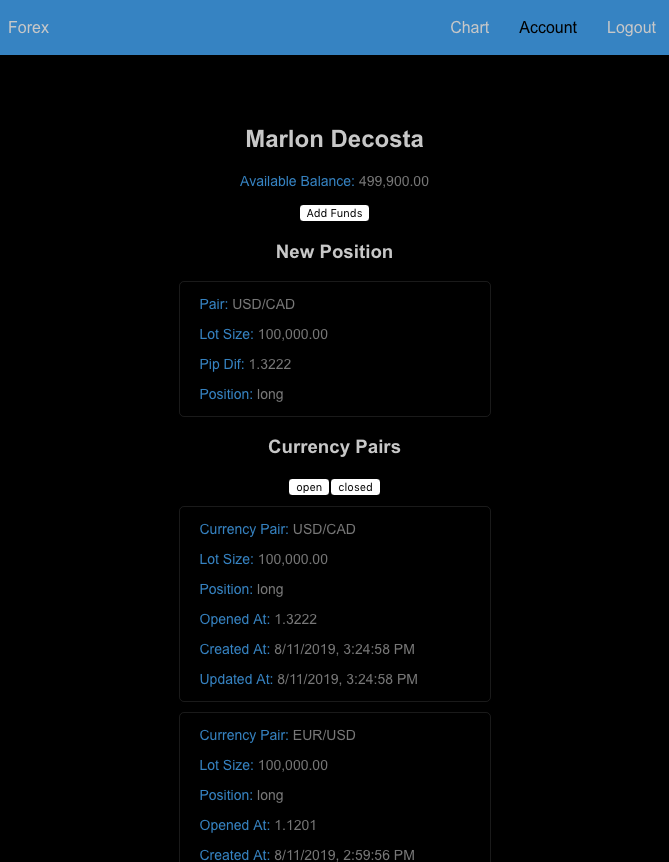 Forex Chart Account Logout
Marlon Decosta
Available Balance: 499,900.00
Add Funds
New Position
Pair: USD/CAD
Lot Size: 100,000.00
Pip Dif: 1.3222
Position: long
Currency Pairs
open closed
Currency Pair: USD/CAD
Lot Size: 100,000.00
Position: long
Opened At: 1.3222
Created At: 8/11/2019, 3:24:58 PM
Updated At: 8/11/2019, 3:24:58 PM
Currency Pair: EUR/USD
Lot Size: 100,000.00
Position: long
Opened At: 1.1201
Created At: 8/11/2019, 2:59:56 PM